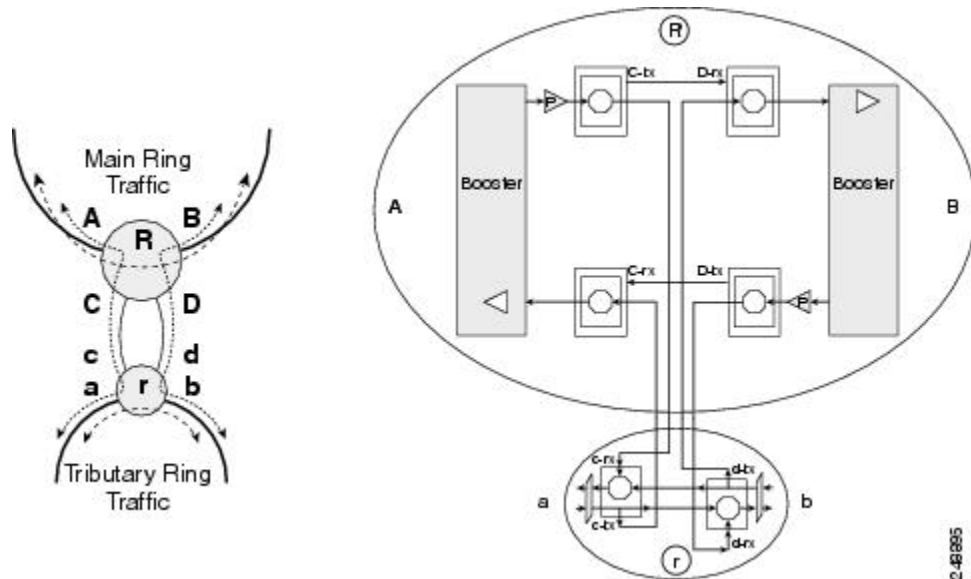 Main Ring
Traffic
A
B
R
C
D
c
d
a
r
b
Tributary Ring
Traffic
R
C-tx
D-rx
P
Booster
Booster
A
B
C-rx
D-tx
P
c-rx
d-tx
a
b
c-tx
d-rx
r
248895